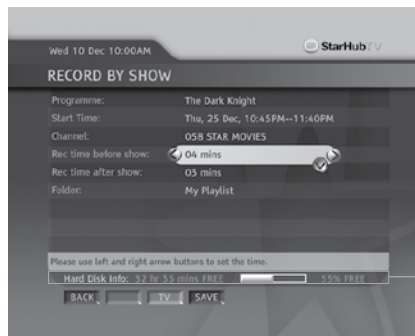 Wed 10 Dec 10:00AM
StarHub TV
RECORD BY SHOW
Programme: The Dark Knight
Start Time: Thu, 25 Dec, 10:45PM--11:40PM
Channel: 058 STAR MOVIES
Rec time before show: 04 mins
Rec time after show: 03 mins
Folder: My Playlist
Please use left and right arrow buttons to set the time.
Hard Disk Info: 32 hr 35 mins FREE 55% FREE
BACK TV SAVE